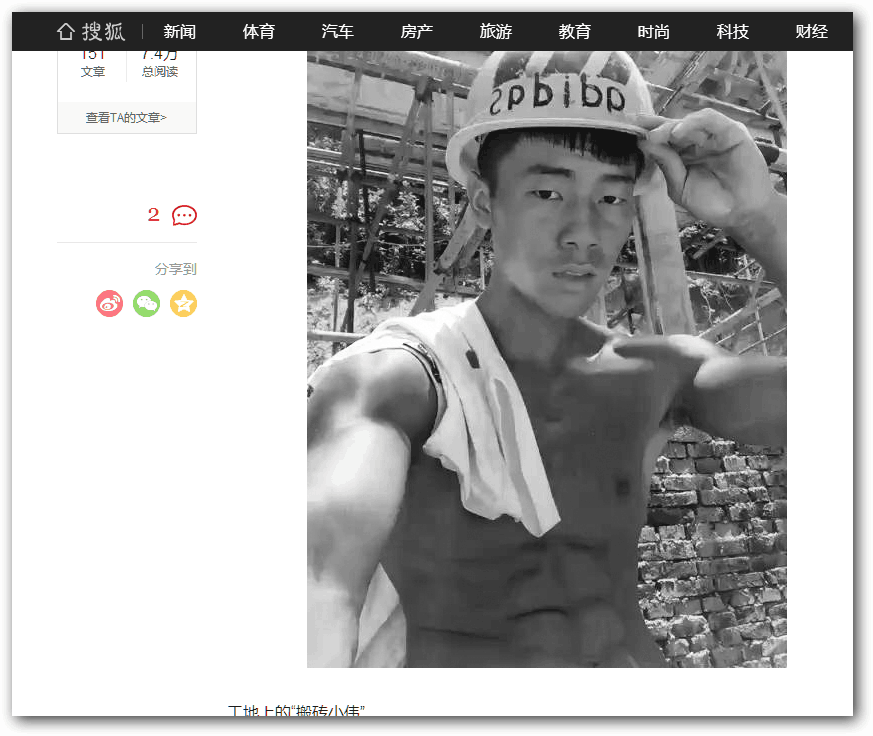 搜狐 新闻 体育 汽车 房产 旅游 教育 时尚 科技 财经
151 7.4万
文章 总阅读
查看TA的文章>
2
分享到
工地上的“搬砖小伟”